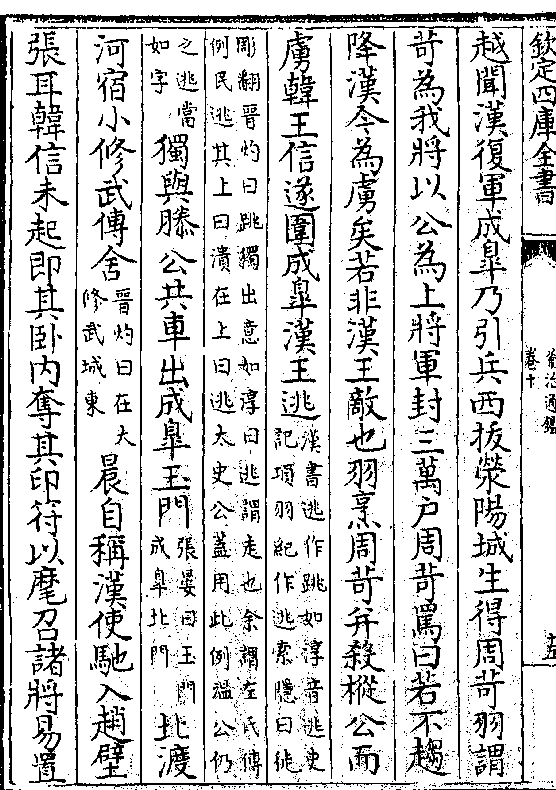 欽定四庫全書
資治通鑑
卷十
十五
越聞漢復軍成皐乃引兵西拔滎陽城生得周苛羽謂
苛為我將以公為上將軍封三萬户周苛罵曰若不趨
降漢今為虜矣若非漢王敵也羽烹周苛并殺樅公而
虜韓王信遂圍成皐漢王逃
漢書逃作跳如淳音逃史
記項羽紀作逃索隱曰徒
彫翻晉灼曰跳獨出意如淳曰逃謂走也余謂左氏傳
例民逃其上曰潰在上曰逃太史公蓋用此例溫公仍
之逃當
如字
獨與滕公共車出成皐玉門
張晏曰玉門
成皐北門
北渡
河宿小修武傳舍
晉灼曰在大
修武城東
晨自稱漢使馳入趙壁
張耳韓信未起即其卧内奪其印符以麾召諸將易置